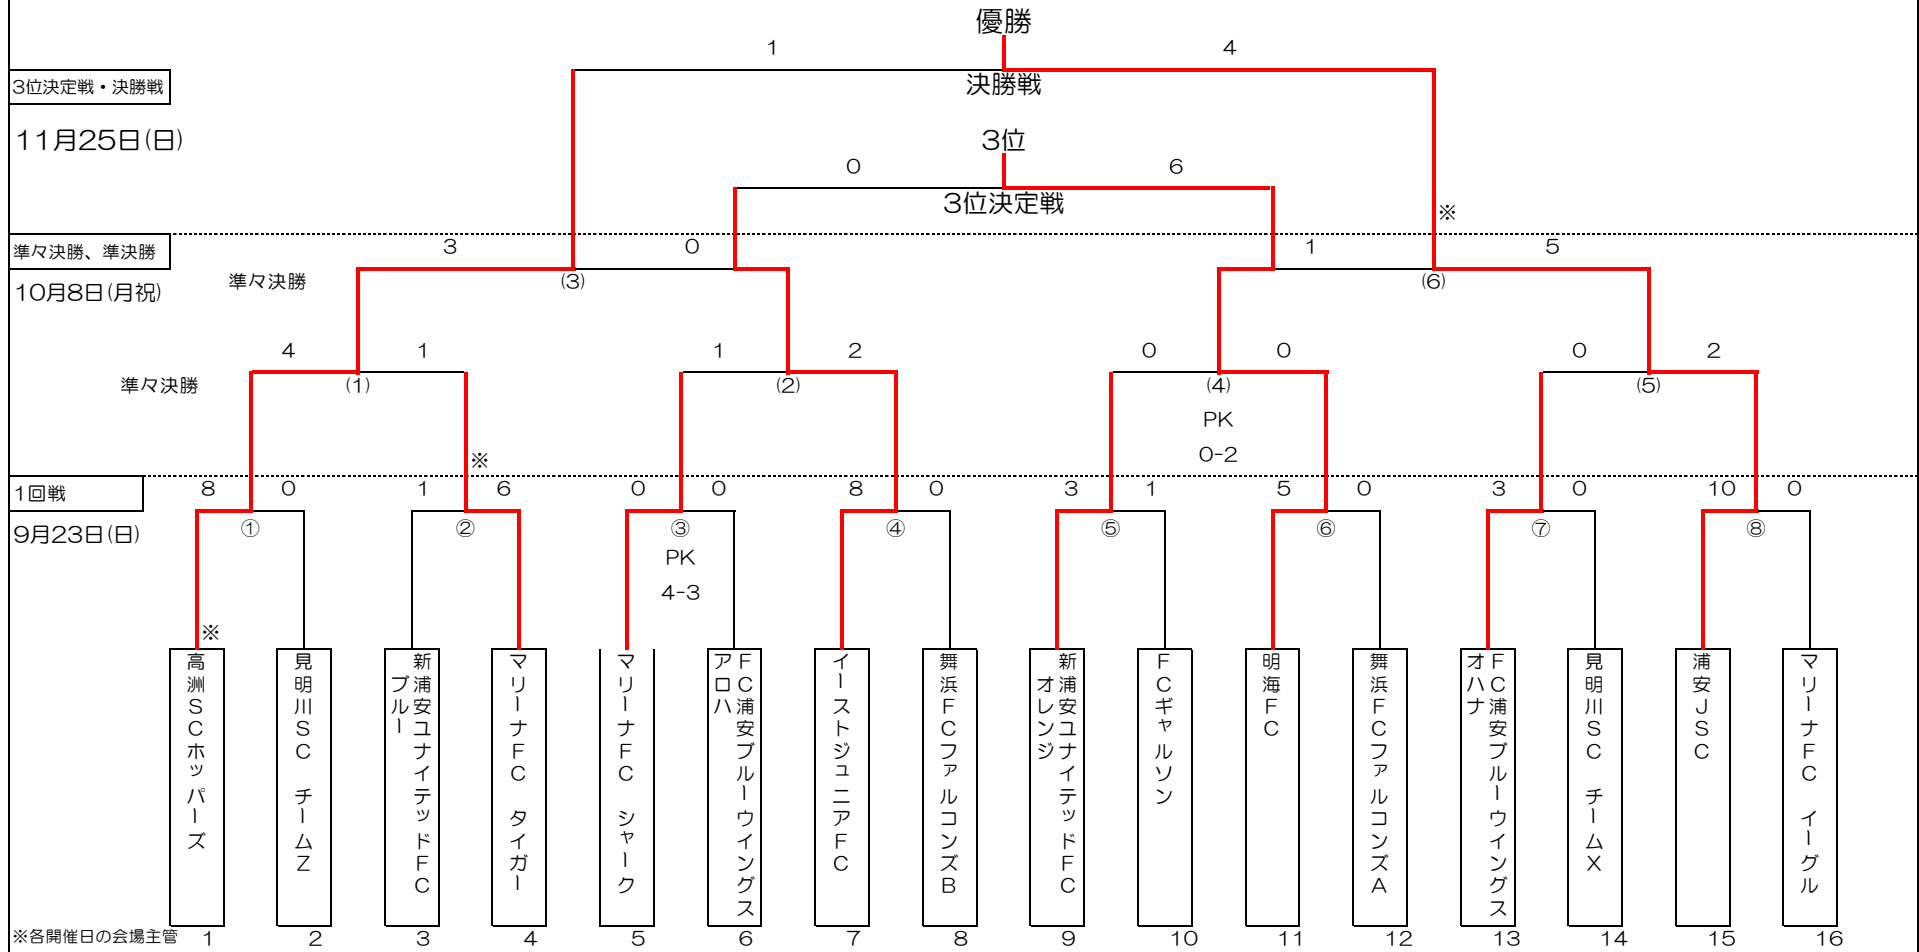 優勝
1 4
3位決定戦・決勝戦
決勝戦
11月25日(日)
3位
0 6
3位決定戦
※
準々決勝、準決勝
3 0 1 5
準々決勝
(3) (6)
10月8日(月祝)
4 1 1 2 0 0 0 2
準々決勝
(1) (2) (4) (5)
PK
0-2
※
1回戦
8 0 1 6 0 0 8 0 3 1 5 0 3 0 10 0
9月23日(日)
① ② ③ ④ ⑤ ⑥ ⑦ ⑧
PK
4-3
※
高洲SCホッパーズ
見明川SC チームZ
新浦安ユナイテッドFC
ブルー
マリーナFC タイガー
マリーナFC シャーク
FC浦安ブルーウイングス
アロハ
イーストジュニアFC
舞浜FCファルコンズB
新浦安ユナイテッドFC
オレンジ
FCギャルソン
明海FC
舞浜FCファルコンズA
FC浦安ブルーウイングス
オハナ
見明川SC チームX
浦安JSC
マリーナFC イーグル
※各開催日の会場主管
1 2 3 4 5 6 7 8 9 10 11 12 13 14 15 16